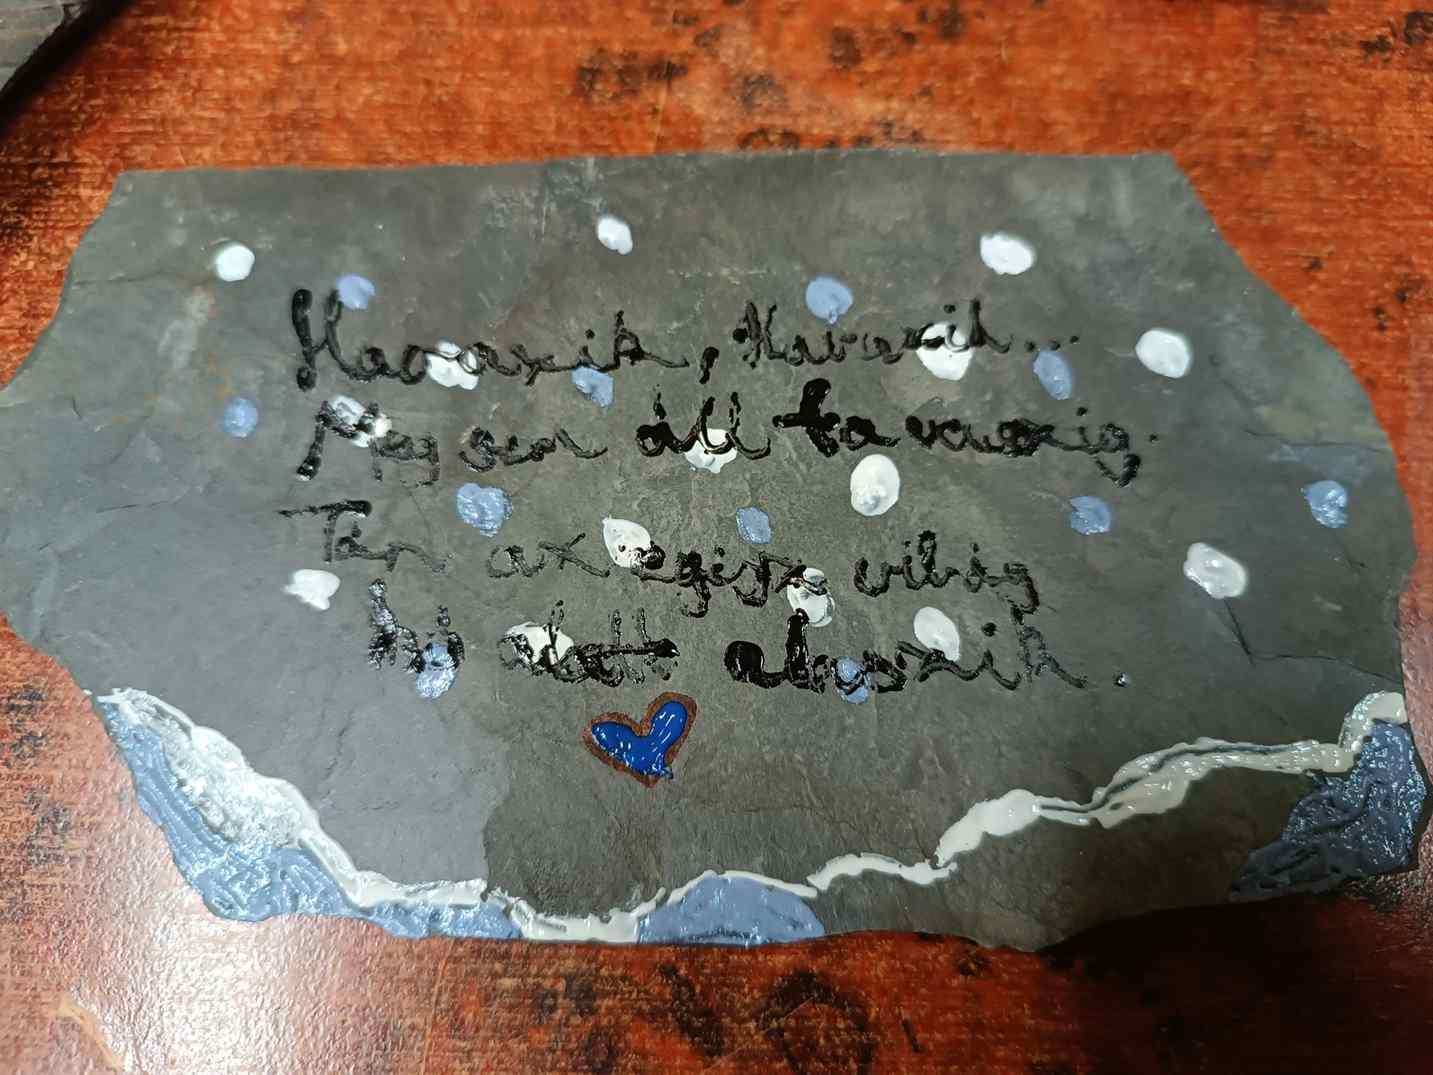 Havazik, Havazik...
Meg sem áll tavaszig.
Tán az egész világ
hó alatt alszik.